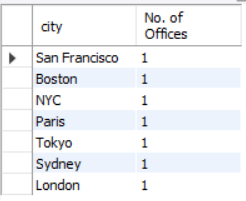 city No. of
Offices
San Francisco 1
Boston 1
NYC 1
Paris 1
Tokyo 1
Sydney 1
London 1